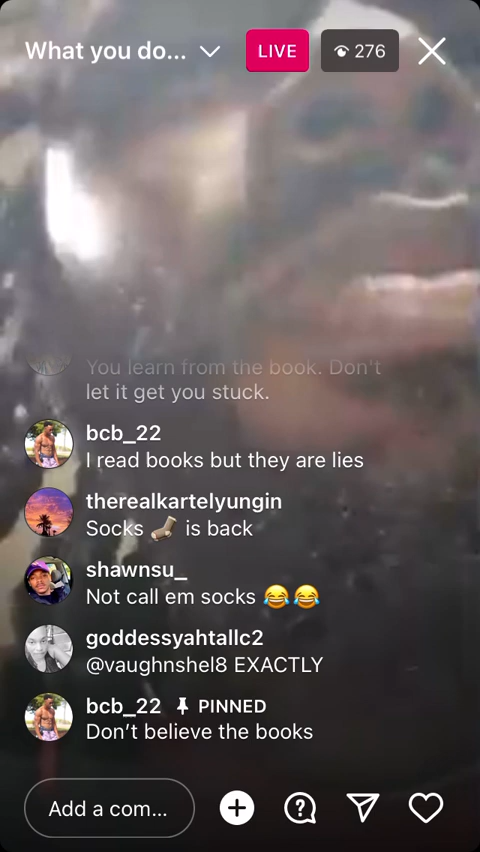 What you do...
LIVE
276
You learn from the book. Don't
let it get you stuck.
bcb_22
I read books but they are lies
therealkartelyungin
Socks 🧦 is back
shawnsu_
Not call em socks 😂😂
goddessyahtallc2
@vaughnshel8 EXACTLY
bcb_22 📌 PINNED
Don’t believe the books
Add a com...